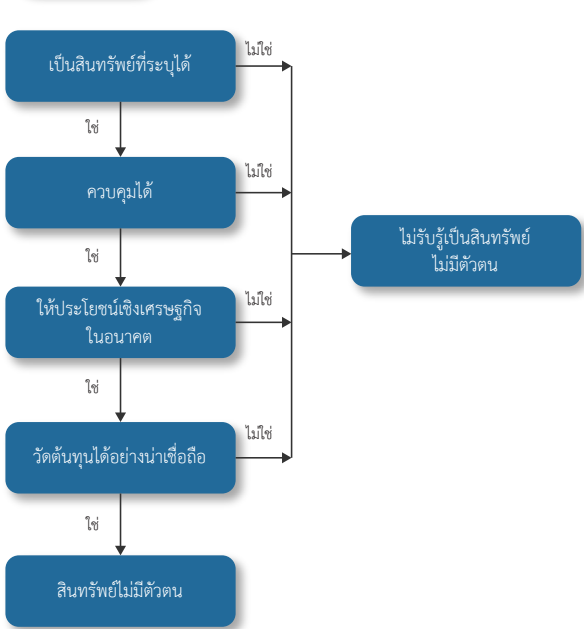 เป็นสินทรัพย์ที่ระบุได้
ไม่ใช่
ใช่
ควบคุมได้
ไม่ใช่
ไม่รับรู้เป็นสินทรัพย์
ไม่มีตัวตน
ใช่
ให้ประโยชน์เชิงเศรษฐกิจ
ในอนาคต
ไม่ใช่
ใช่
วัดต้นทุนได้อย่างน่าเชื่อถือ
ไม่ใช่
ใช่
สินทรัพย์ไม่มีตัวตน